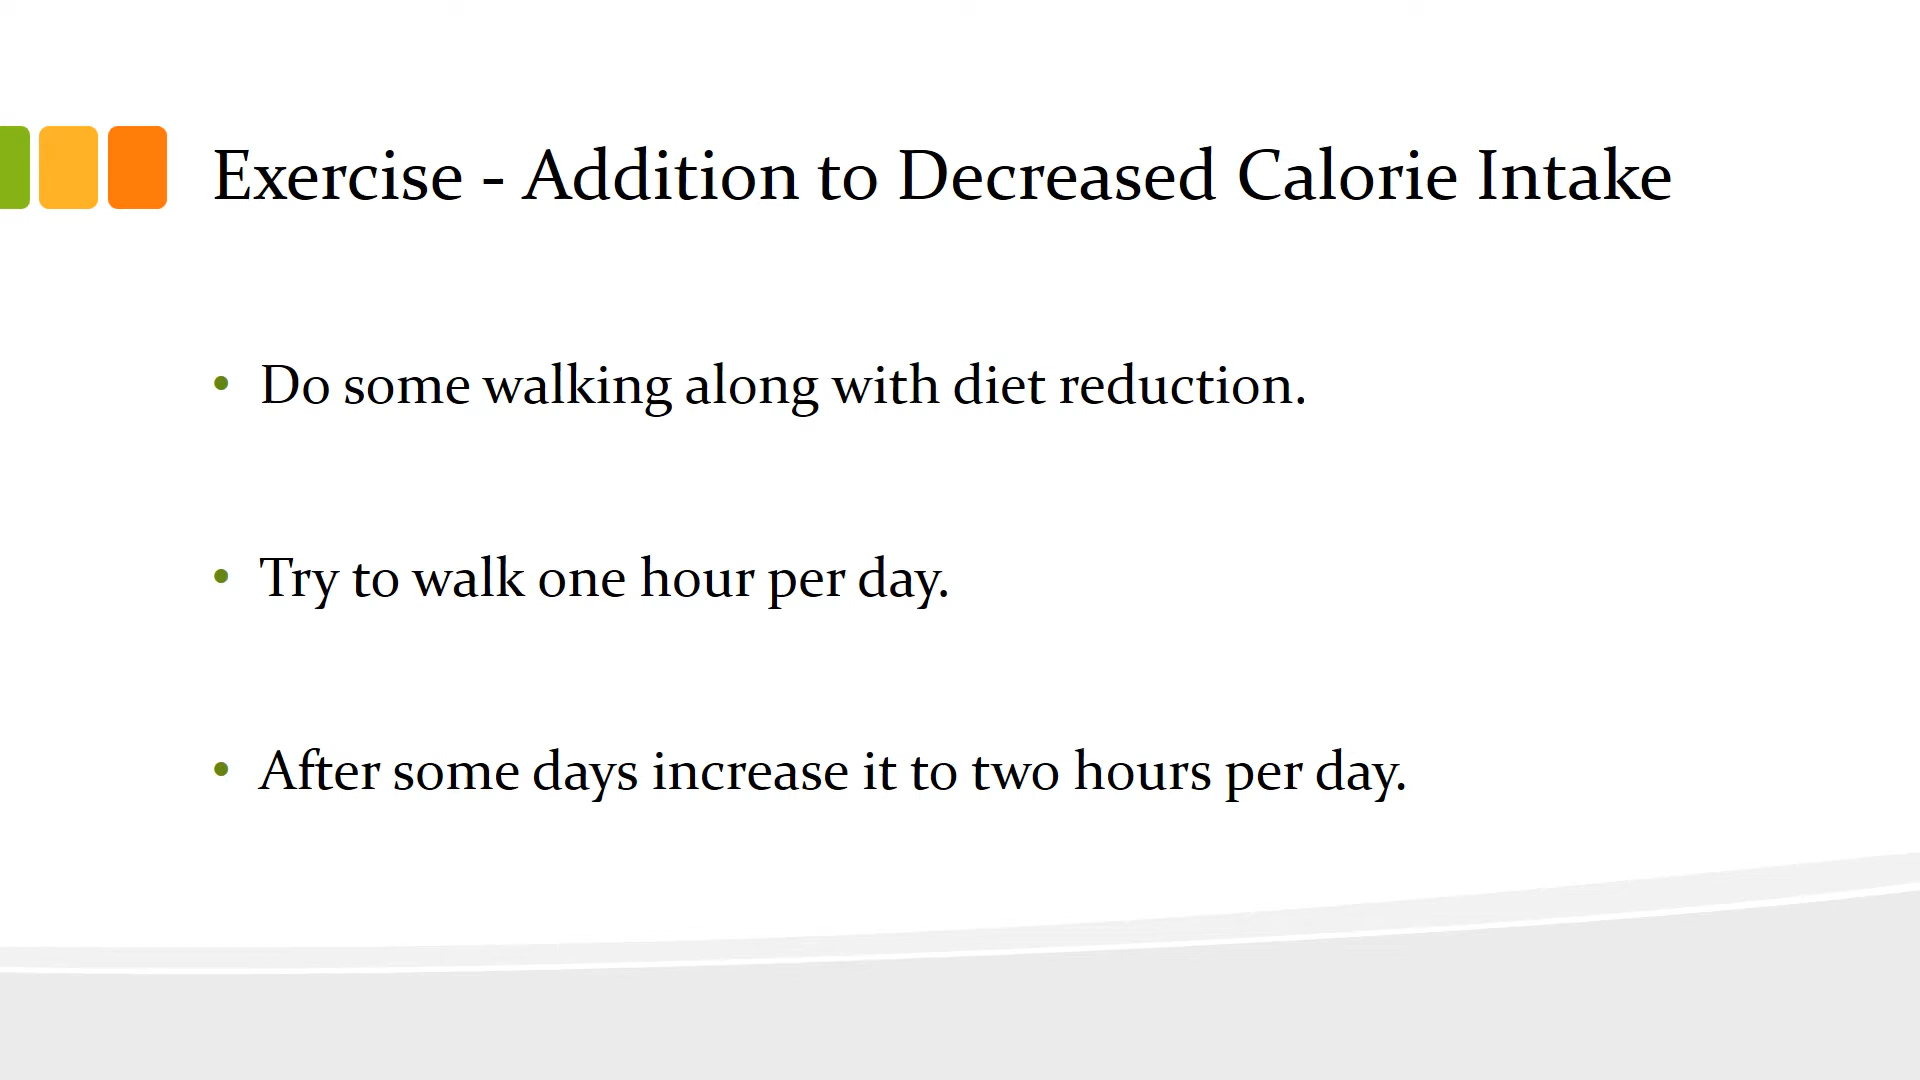 Exercise - Addition to Decreased Calorie Intake
• Do some walking along with diet reduction.
• Try to walk one hour per day.
• After some days increase it to two hours per day.